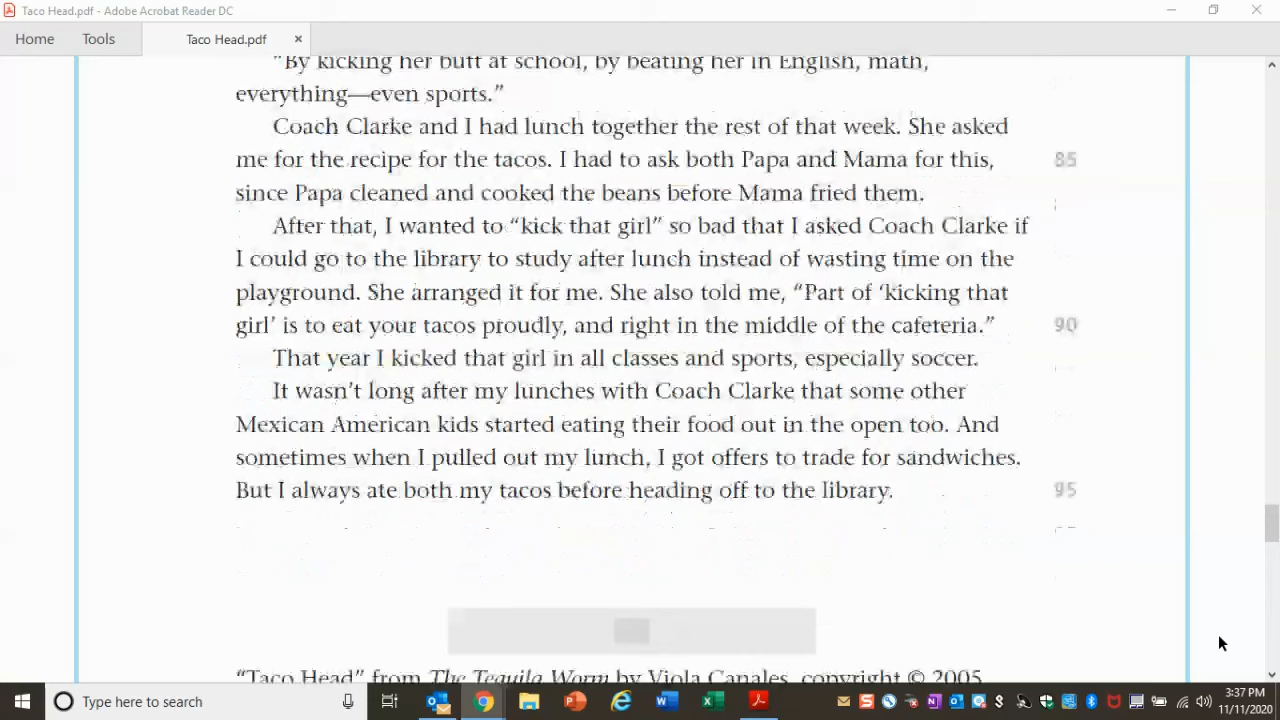 Taco Head.pdf - Adobe Acrobat Reader DC
Home Tools Taco Head.pdf ×
"By kicking her butt at school, by beating her in English, math,
everything—even sports."
Coach Clarke and I had lunch together the rest of that week. She asked
me for the recipe for the tacos. I had to ask both Papa and Mama for this, 85
since Papa cleaned and cooked the beans before Mama fried them.
After that, I wanted to "kick that girl" so bad that I asked Coach Clarke if
I could go to the library to study after lunch instead of wasting time on the
playground. She arranged it for me. She also told me, "Part of 'kicking that
girl' is to eat your tacos proudly, and right in the middle of the cafeteria." 90
That year I kicked that girl in all classes and sports, especially soccer.
It wasn't long after my lunches with Coach Clarke that some other
Mexican American kids started eating their food out in the open too. And
sometimes when I pulled out my lunch, I got offers to trade for sandwiches.
But I always ate both my tacos before heading off to the library. 95
"Taco Head" from The Tequila Worm by Viola Canales, copyright © 2005
Type here to search
3:37 PM
11/11/2020